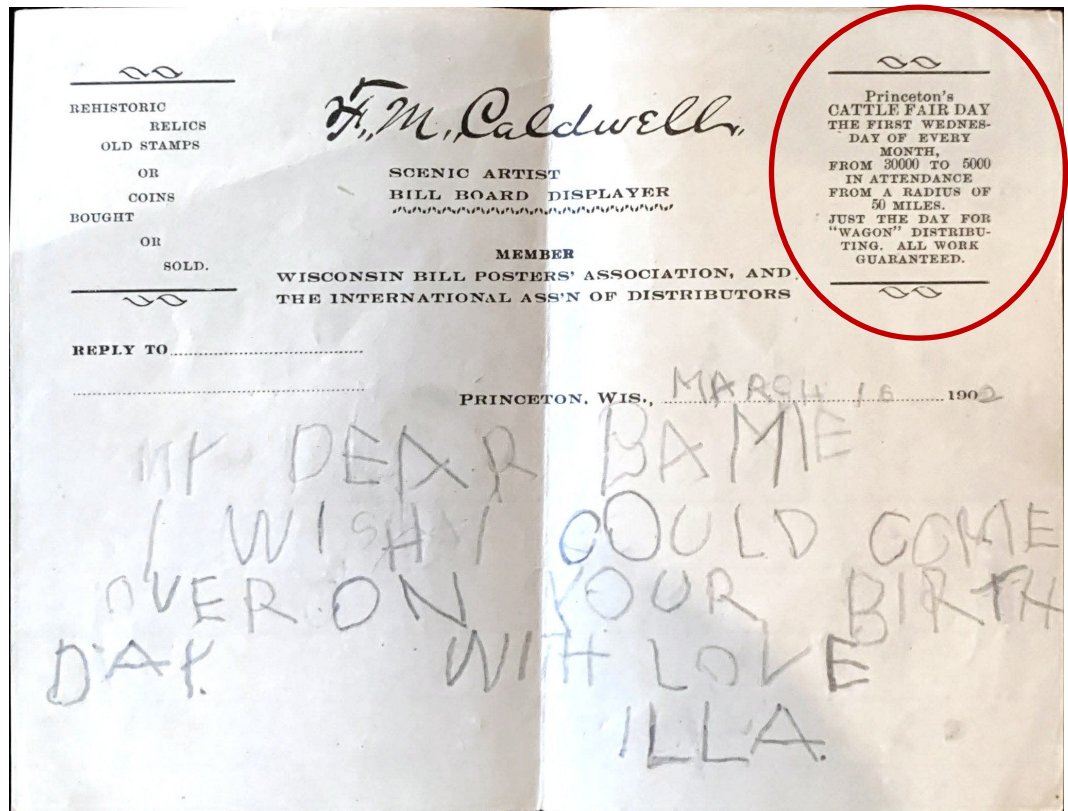 REHISTORIC
RELICS
OLD STAMPS
OR
COINS
BOUGHT
OR
SOLD.
F. M. Caldwell,
SCENIC ARTIST
BILL BOARD DISPLAYER
MEMBER
WISCONSIN BILL POSTERS' ASSOCIATION, AND
THE INTERNATIONAL ASS'N OF DISTRIBUTORS
Princeton's
CATTLE FAIR DAY
THE FIRST WEDNES-
DAY OF EVERY
MONTH,
FROM 30000 TO 5000
IN ATTENDANCE
FROM A RADIUS OF
50 MILES.
JUST THE DAY FOR
"WAGON" DISTRIBU-
TING. ALL WORK
GUARANTEED.
REPLY TO
PRINCETON, WIS., MARCH 16 1902
MY DEAR BAMIE
I WISH I COULD COME
OVER ON YOUR BIRTH
DAY. WITH LOVE
ILLA.